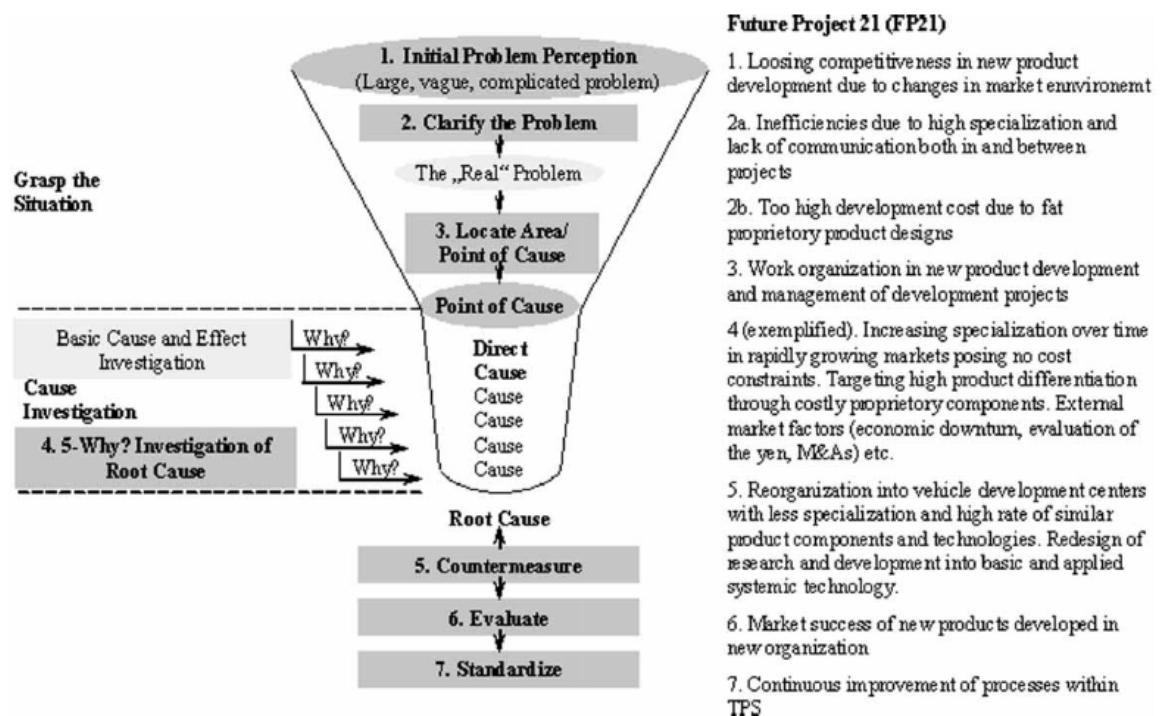 1. Initial Problem Perception
(Large, vague, complicated problem)
2. Clarify the Problem
The „Real“ Problem
Grasp the
Situation
3. Locate Area/
Point of Cause
Point of Cause
Basic Cause and Effect
Investigation
Cause
Investigation
4. 5-Why? Investigation of
Root Cause
Why?
Why?
Why?
Why?
Why?
Direct
Cause
Cause
Cause
Cause
Cause
Root Cause
5. Countermeasure
6. Evaluate
7. Standardize
Future Project 21 (FP21)
1. Loosing competitiveness in new product
development due to changes in market ennvironemt
2a. Inefficiencies due to high specialization and
lack of communication both in and between
projects
2b. Too high development cost due to fat
proprietory product designs
3. Work organization in new product development
and management of development projects
4 (exemplified). Increasing specialization over time
in rapidly growing markets posing no cost
constraints. Targeting high product differentiation
through costly proprietory components. External
market factors (economic downturn, evaluation of
the yen, M&As) etc.
5. Reorganization into vehicle development centers
with less specialization and high rate of similar
product components and technologies. Redesign of
research and development into basic and applied
systemic technology.
6. Market success of new products developed in
new organization
7. Continuous improvement of processes within
TPS